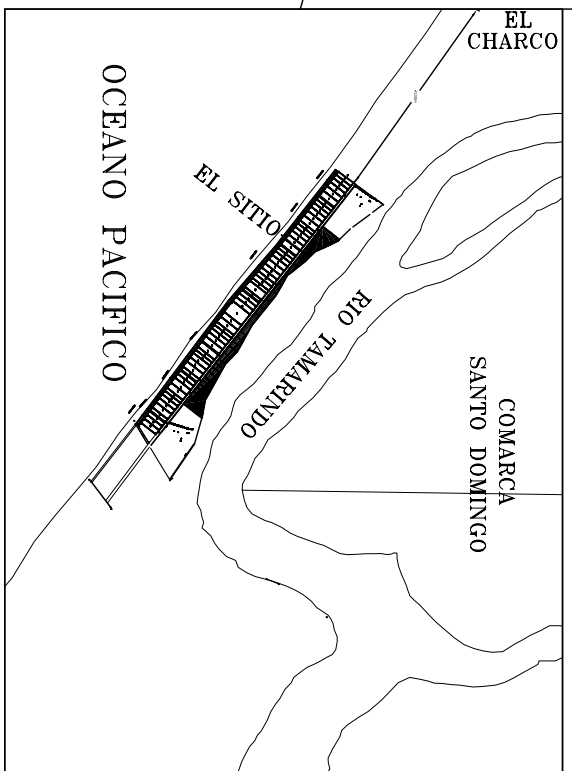 EL
CHARCO
OCEANO PACIFICO
EL SITIO
RIO TAMARINDO
COMARCA
SANTO DOMINGO